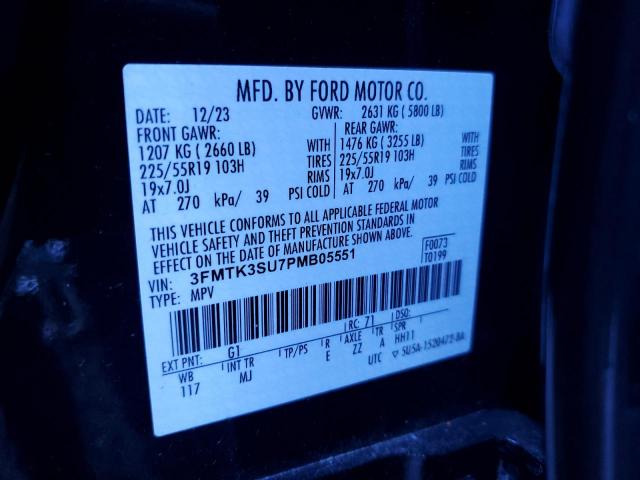 MFD. BY FORD MOTOR CO.
DATE: 12/23 GVWR: 2631 KG ( 5800 LB)
FRONT GAWR: REAR GAWR:
1207 KG ( 2660 LB) WITH 1476 KG ( 3255 LB) WITH
225/55R19 103H TIRES 225/55R19 103H TIRES
19x7.0J RIMS 19x7.0J RIMS
AT 270 kPa/ 39 PSI COLD AT 270 kPa/ 39 PSI COLD
THIS VEHICLE CONFORMS TO ALL APPLICABLE FEDERAL MOTOR
VEHICLE SAFETY AND THEFT PREVENTION STANDARDS IN
EFFECT ON THE DATE OF MANUFACTURE SHOWN ABOVE.
VIN: 3FMTK3SU7PMB05551 F0073
TYPE: MPV T0199
EXT PNT: G1 RC: 71 DSO:
WB INT TR TP/PS R AXLE TR SPR
117 MJ E ZZ A HH11
UTC ▽ 5U5A-1520472-BA